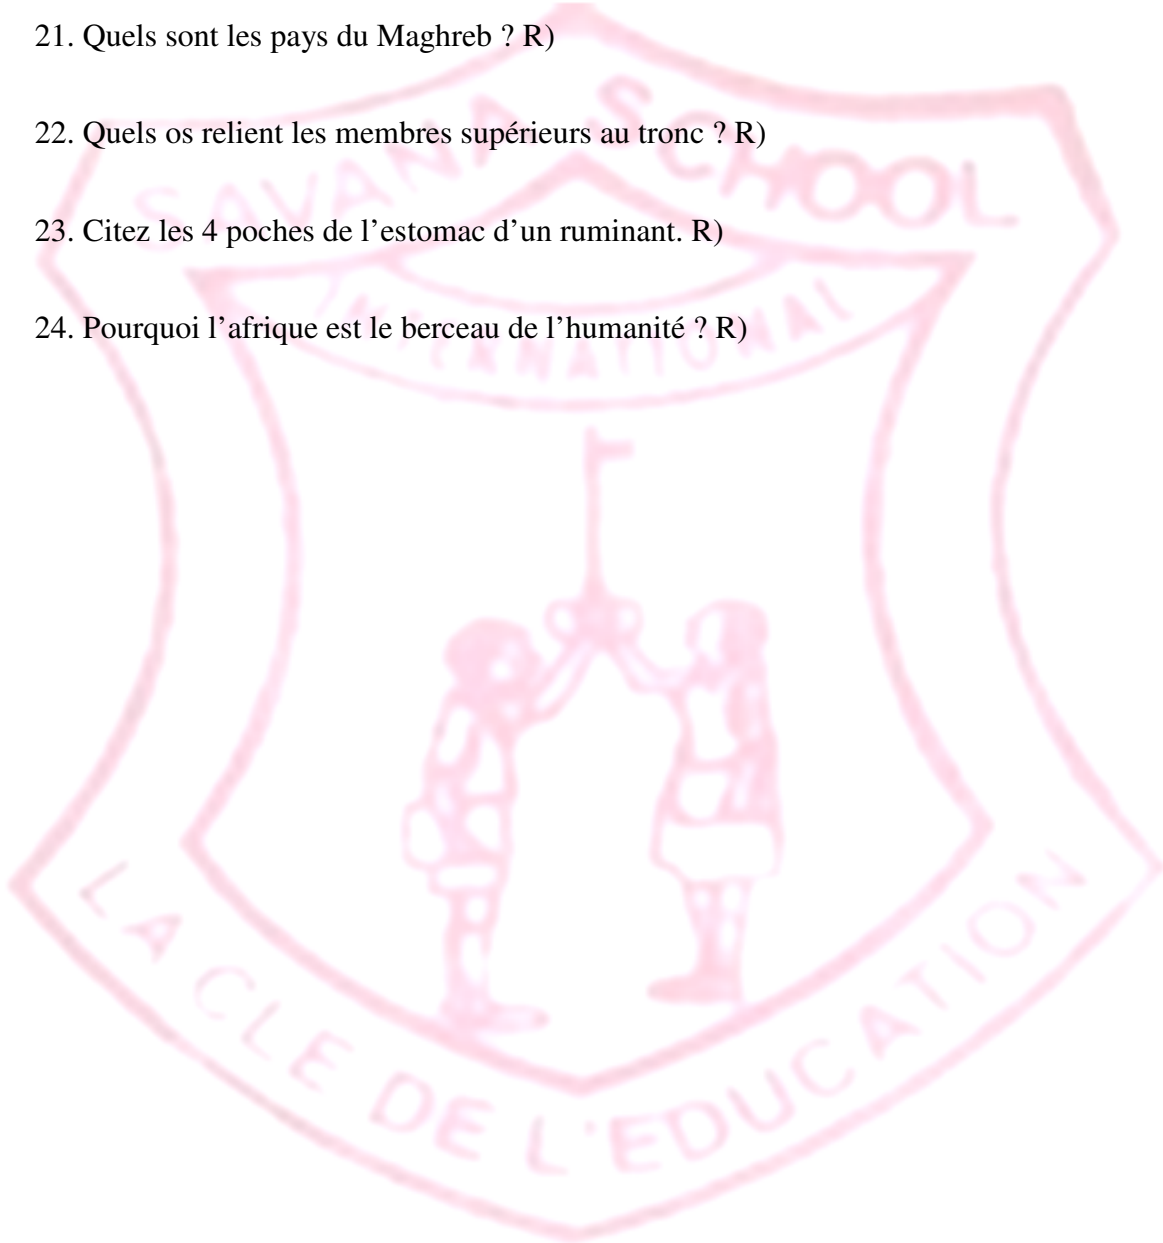 21. Quels sont les pays du Maghreb ? R)
22. Quels os relient les membres supérieurs au tronc ? R)
23. Citez les 4 poches de l’estomac d’un ruminant. R)
24. Pourquoi l’afrique est le berceau de l’humanité ? R)
SAVANA SCHOOL
INTERNATIONAL
LA CLE DE L'EDUCATION